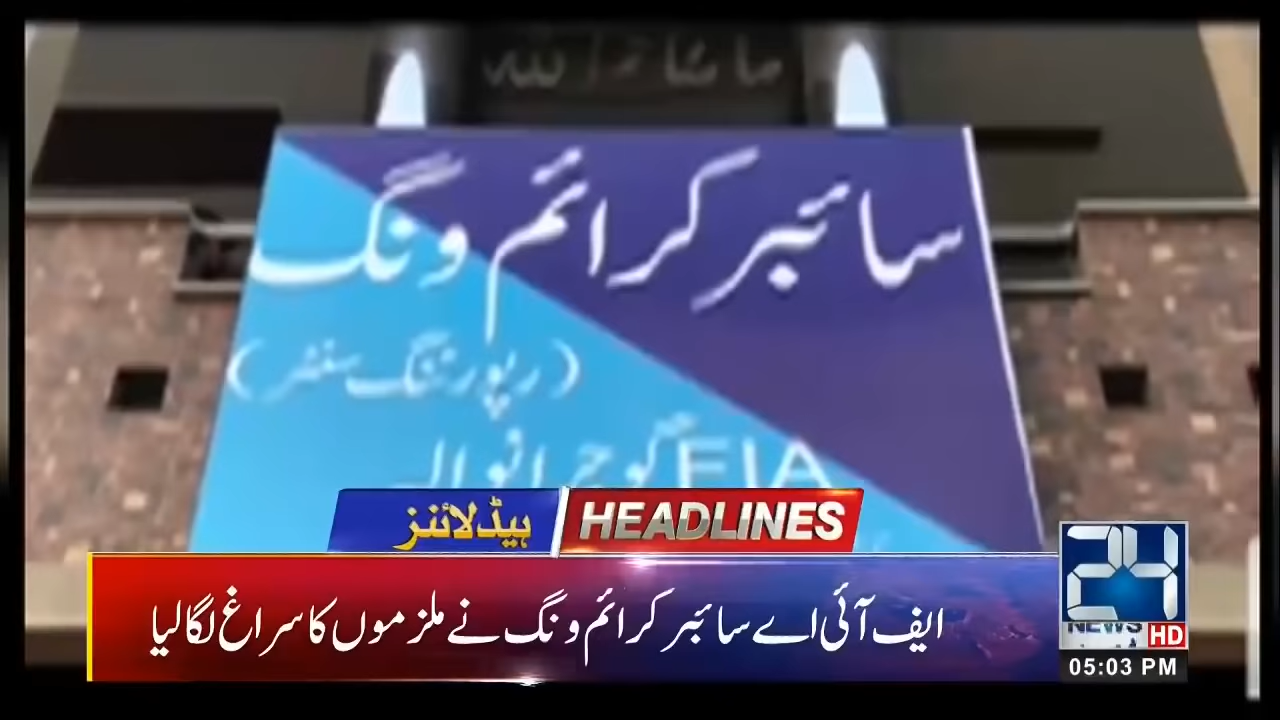 ماشاءاللہ
سائبر کرائم ونگ
(رپورٹنگ سنٹر)
FIA گوجرانوالہ
ہیڈلائنز HEADLINES
ایف آئی اے سائبر کرائم ونگ نے ملزموں کا سراغ لگالیا
24
NEWS HD
05:03 PM